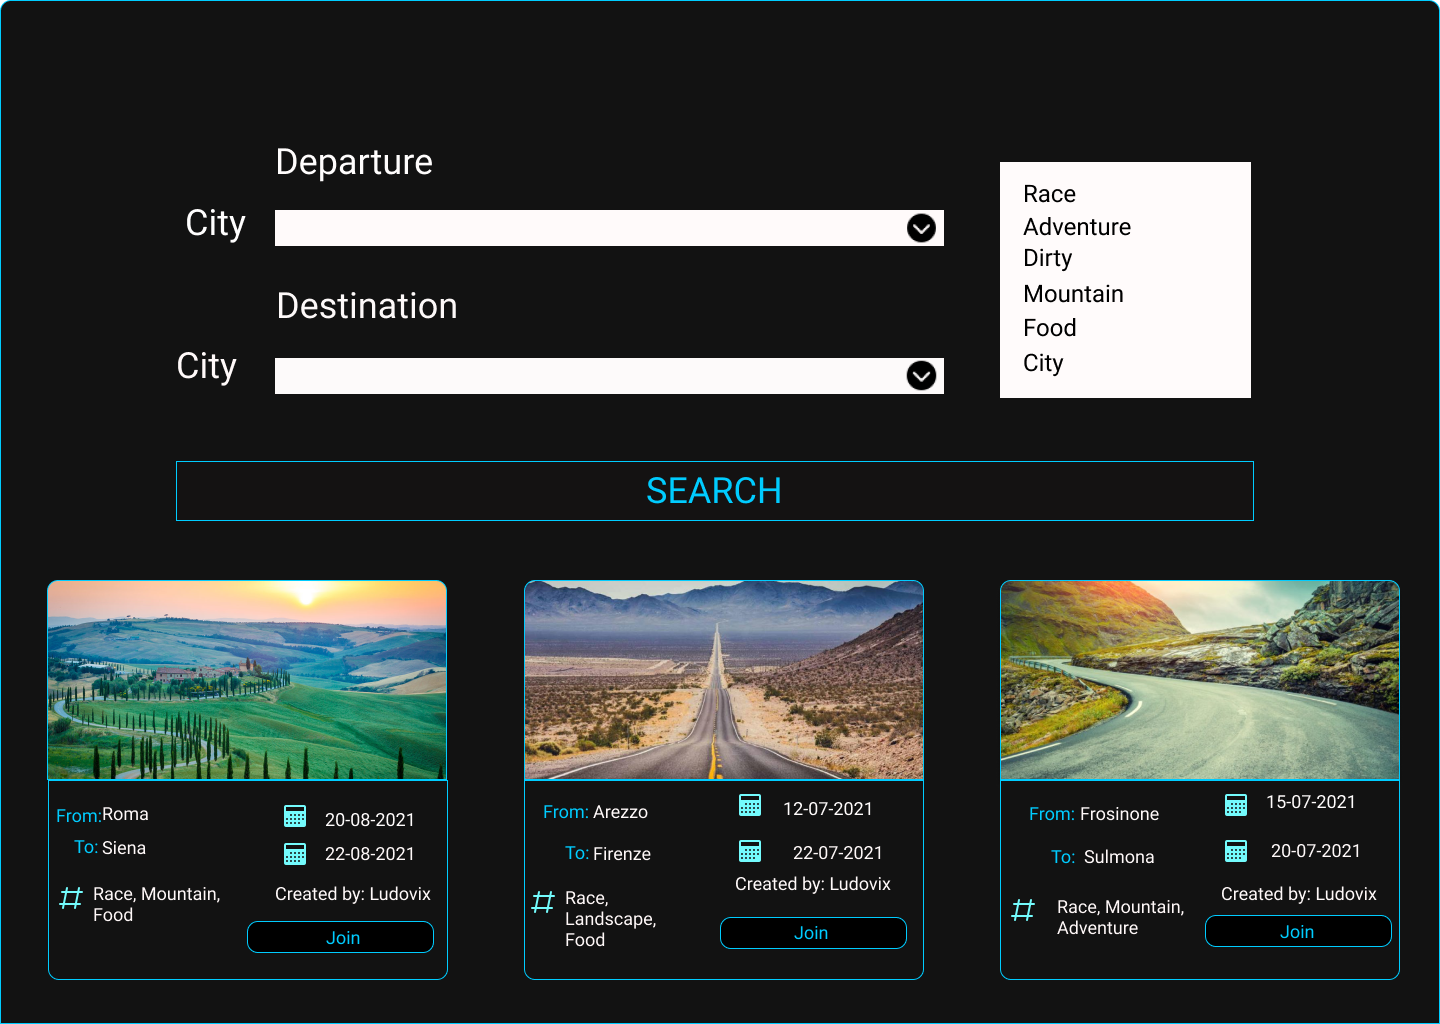 Departure
City
Destination
City
Race
Adventure
Dirty
Mountain
Food
City
SEARCH
From: Roma
To: Siena
20-08-2021
22-08-2021
# Race, Mountain,
Food
Created by: Ludovix
Join
From: Arezzo
To: Firenze
12-07-2021
22-07-2021
Created by: Ludovix
# Race,
Landscape,
Food
Join
From: Frosinone
To: Sulmona
15-07-2021
20-07-2021
Created by: Ludovix
# Race, Mountain,
Adventure
Join